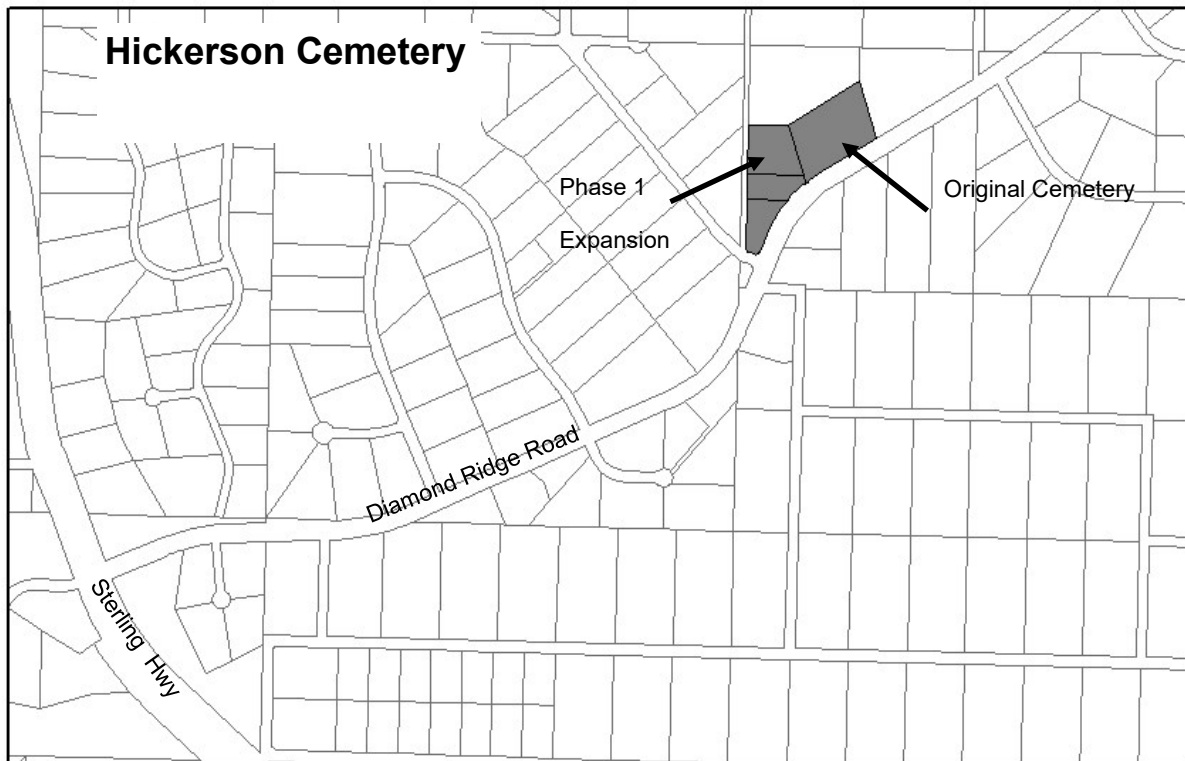 Hickerson Cemetery
Phase 1
Expansion
Original Cemetery
Diamond Ridge Road
Sterling Hwy